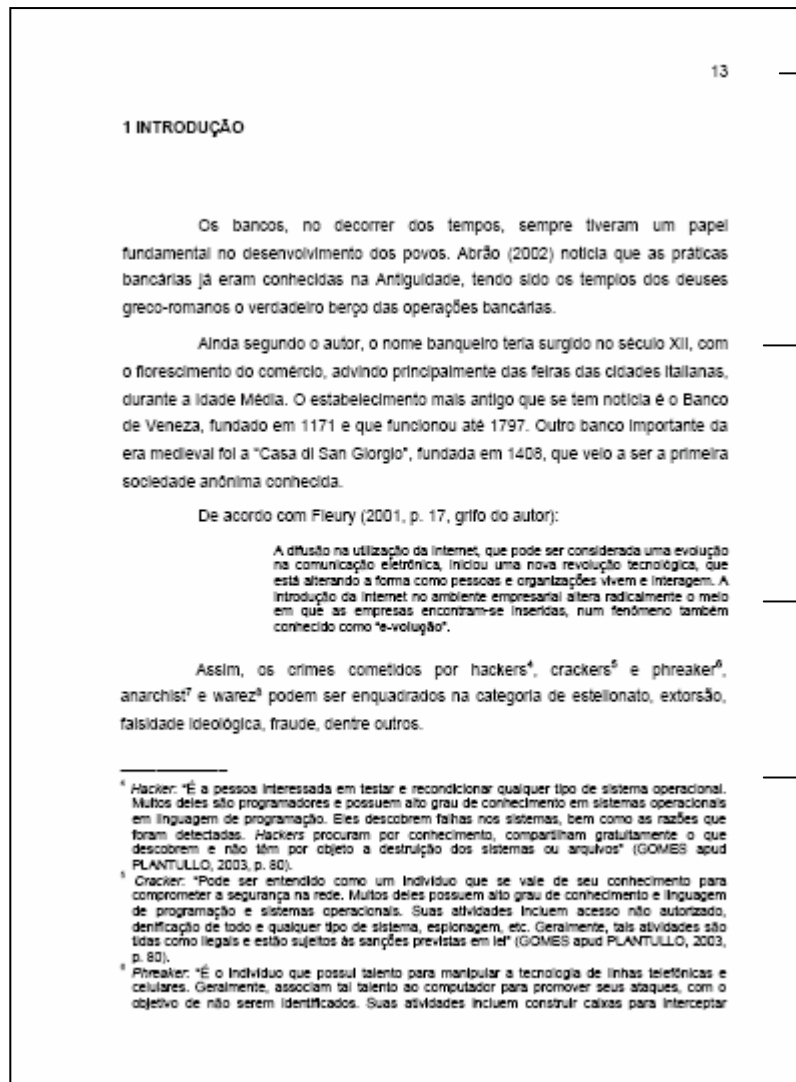 13
1 INTRODUÇÃO
Os bancos, no decorrer dos tempos, sempre tiveram um papel
fundamental no desenvolvimento dos povos. Abrão (2002) noticia que as práticas
bancárias já eram conhecidas na Antiguidade, tendo sido os templos dos deuses
greco-romanos o verdadeiro berço das operações bancárias.
Ainda segundo o autor, o nome banqueiro teria surgido no século XII, com
o florescimento do comércio, advindo principalmente das feiras das cidades italianas,
durante a Idade Média. O estabelecimento mais antigo que se tem notícia é o Banco
de Veneza, fundado em 1171 e que funcionou até 1797. Outro banco importante da
era medieval foi a "Casa di San Giorgio", fundada em 1408, que veio a ser a primeira
sociedade anônima conhecida.
De acordo com Fleury (2001, p. 17, grifo do autor):
A difusão na utilização da Internet, que pode ser considerada uma evolução
na comunicação eletrônica, iniciou uma nova revolução tecnológica, que
está alterando a forma como pessoas e organizações vivem e interagem. A
introdução da Internet no ambiente empresarial altera radicalmente o meio
em que as empresas encontram-se inseridas, num fenômeno também
conhecido como "e-volução".
Assim, os crimes cometidos por hackers⁴, crackers⁵ e phreaker⁶,
anarchist⁷ e warez⁸ podem ser enquadrados na categoria de estelionato, extorsão,
falsidade ideológica, fraude, dentre outros.
⁴ Hacker: "É a pessoa interessada em testar e recondicionar qualquer tipo de sistema operacional.
Muitos deles são programadores e possuem alto grau de conhecimento em sistemas operacionais
em linguagem de programação. Eles descobrem falhas nos sistemas, bem como as razões que
foram detectadas. Hackers procuram por conhecimento, compartilham gratuitamente o que
descobrem e não têm por objeto a destruição dos sistemas ou arquivos" (GOMES apud
PLANTULLO, 2003, p. 80).
⁵ Cracker: "Pode ser entendido como um indivíduo que se vale de seu conhecimento para
comprometer a segurança na rede. Muitos deles possuem alto grau de conhecimento e linguagem
de programação e sistemas operacionais. Suas atividades incluem acesso não autorizado,
denificação de todo e qualquer tipo de sistema, espionagem, etc. Geralmente, tais atividades são
tidas como ilegais e estão sujeitos às sanções previstas em lei" (GOMES apud PLANTULLO, 2003,
p. 80).
⁶ Phreaker: "É o indivíduo que possui talento para manipular a tecnologia de linhas telefônicas e
celulares. Geralmente, associam tal talento ao computador para promover seus ataques, com o
objetivo de não serem identificados. Suas atividades incluem construir caixas para interceptar